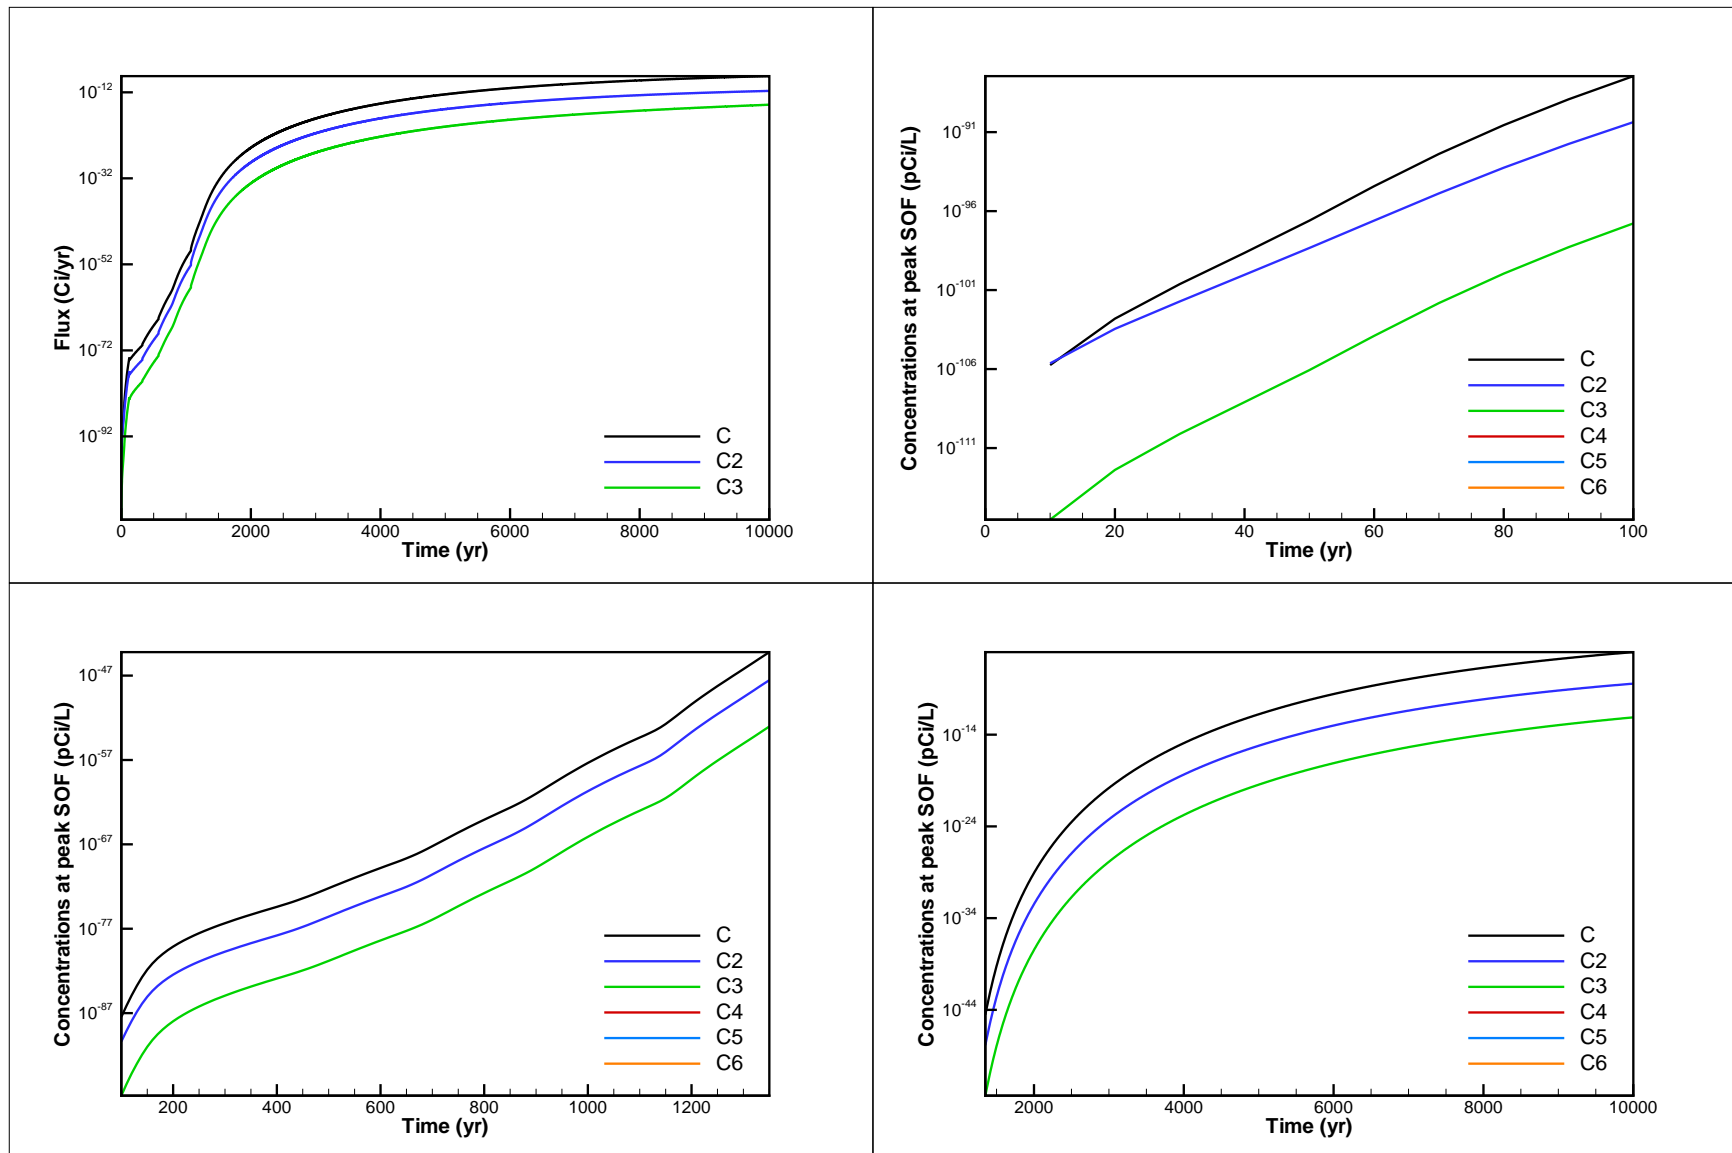 Flux (Ci/yr)
10^-12
10^-32
10^-52
10^-72
10^-92
C
C2
C3
0 2000 4000 6000 8000 10000
Time (yr)
Concentrations at peak SOF (pCi/L)
10^-91
10^-96
10^-101
10^-106
10^-111
C
C2
C3
C4
C5
C6
0 20 40 60 80 100
Time (yr)
Concentrations at peak SOF (pCi/L)
10^-47
10^-57
10^-67
10^-77
10^-87
C
C2
C3
C4
C5
C6
200 400 600 800 1000 1200
Time (yr)
Concentrations at peak SOF (pCi/L)
10^-14
10^-24
10^-34
10^-44
C
C2
C3
C4
C5
C6
2000 4000 6000 8000 10000
Time (yr)